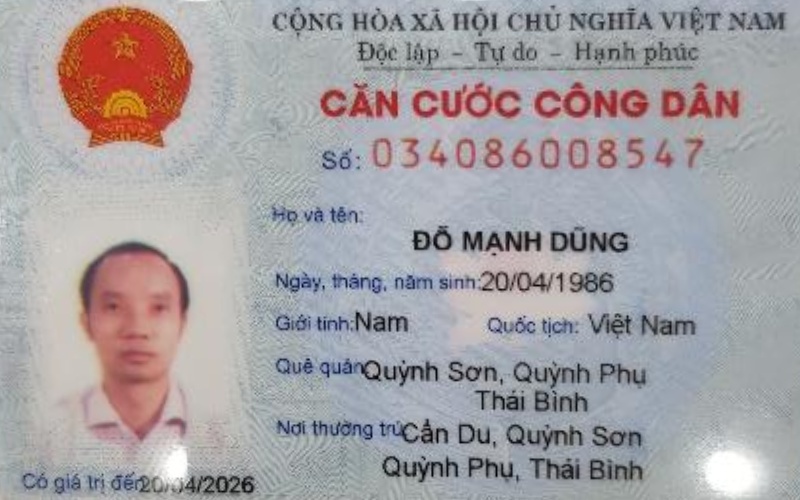 CỘNG HÒA XÃ HỘI CHỦ NGHĨA VIỆT NAM
Độc lập - Tự do - Hạnh phúc
CĂN CƯỚC CÔNG DÂN
Số: 034086008547
Họ và tên:
ĐỖ MẠNH DŨNG
Ngày, tháng, năm sinh: 20/04/1986
Giới tính: Nam Quốc tịch: Việt Nam
Quê quán Quỳnh Sơn, Quỳnh Phụ
Thái Bình
Nơi thường trú: Cần Du, Quỳnh Sơn
Quỳnh Phụ, Thái Bình
Có giá trị đến 20/04/2026